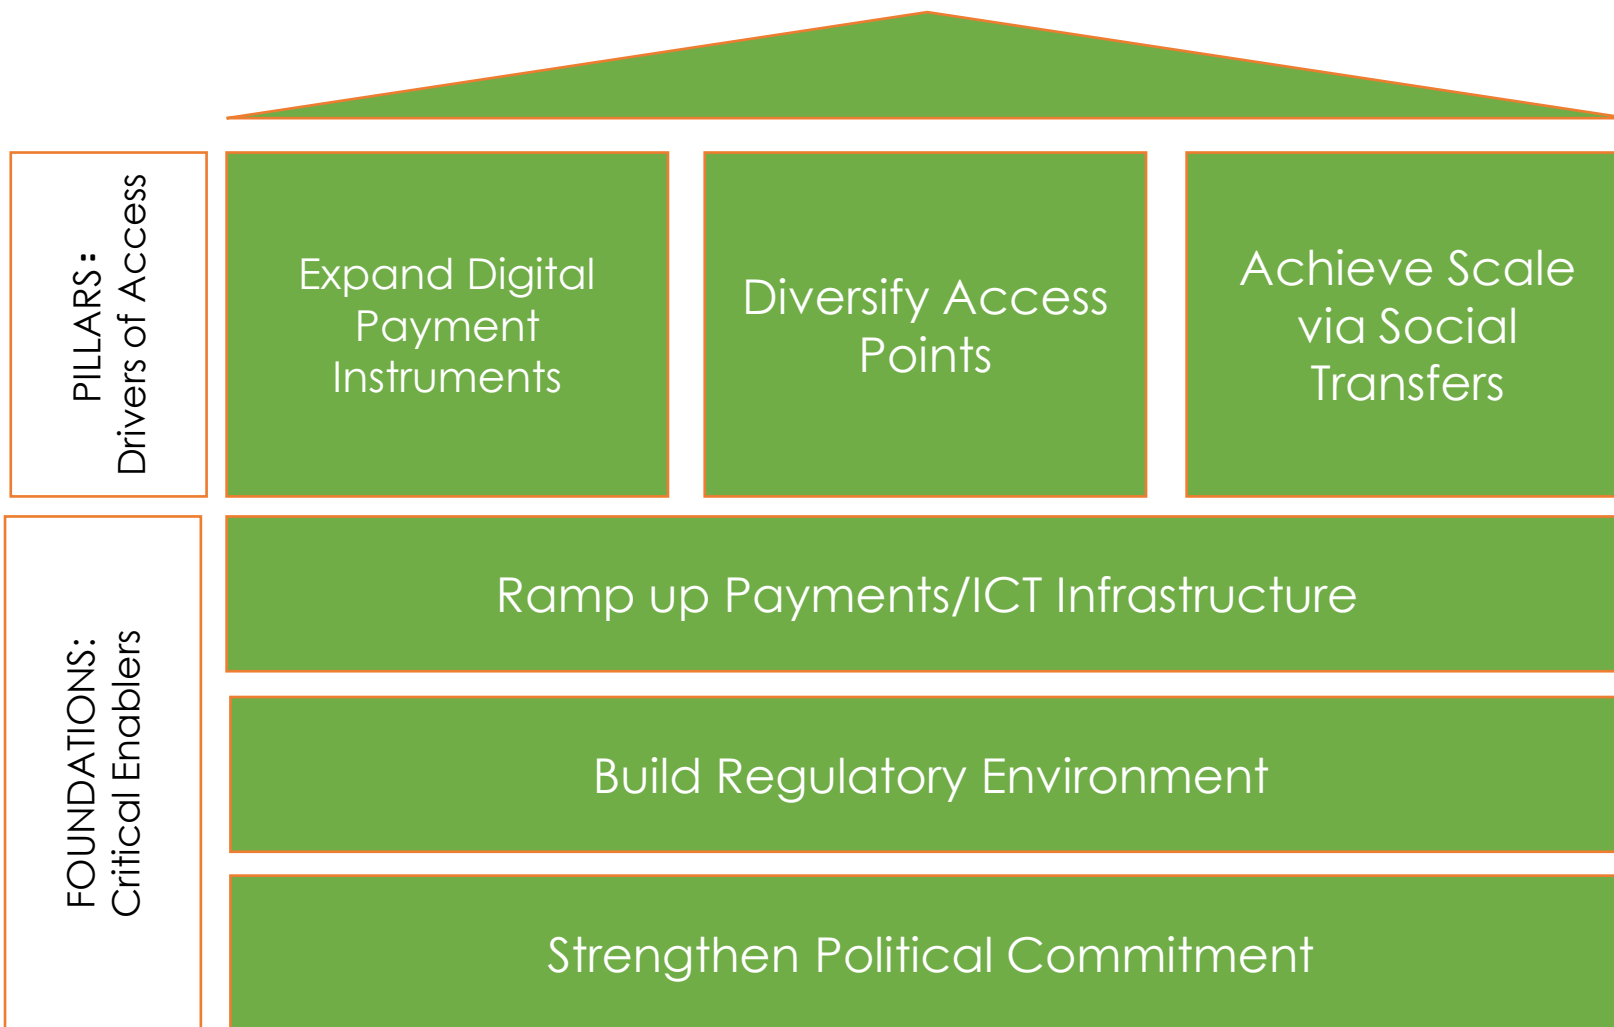 PILLARS:
Drivers of Access
Expand Digital
Payment
Instruments
Diversify Access
Points
Achieve Scale
via Social
Transfers
FOUNDATIONS:
Critical Enablers
Ramp up Payments/ICT Infrastructure
Build Regulatory Environment
Strengthen Political Commitment